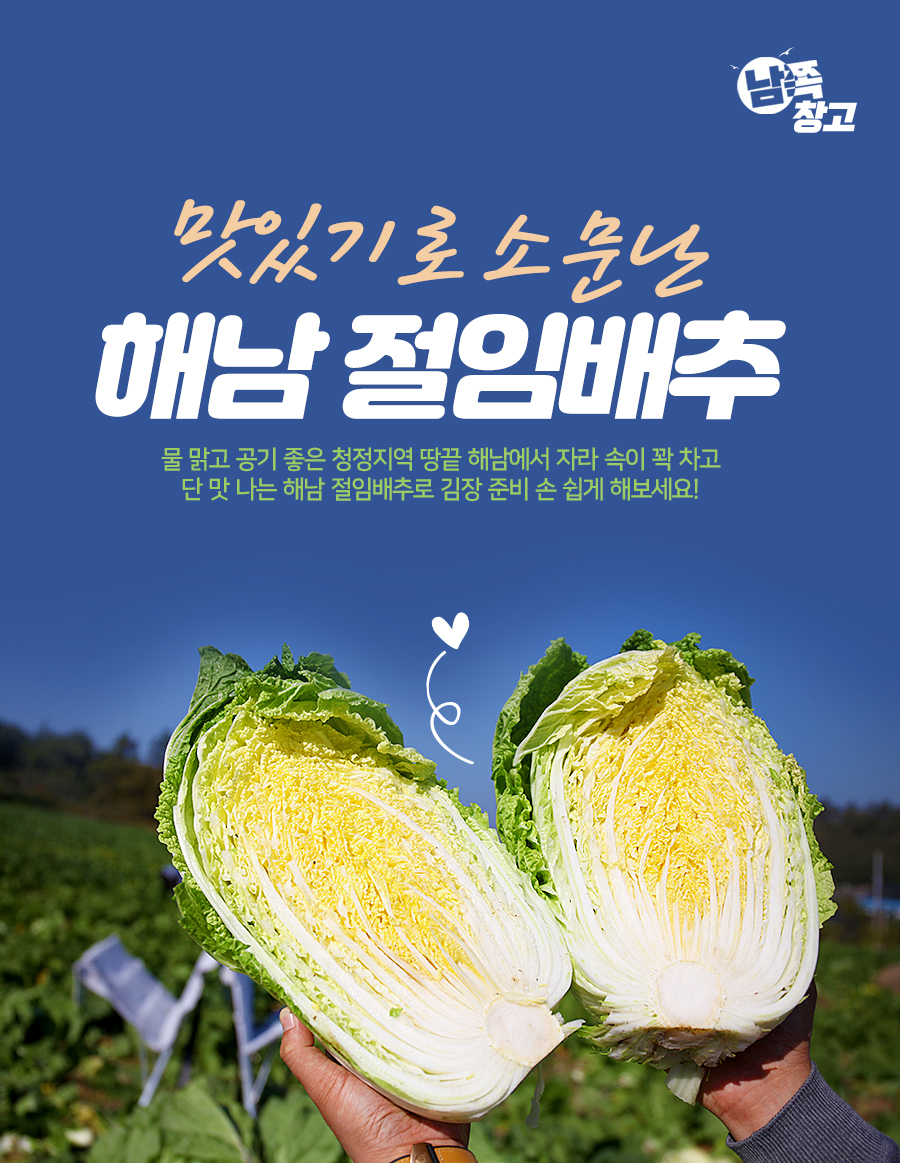 남쪽
창고
맛있기로 소문난
해남 절임배추
물 맑고 공기 좋은 청정지역 땅끝 해남에서 자라 속이 꽉 차고
단 맛 나는 해남 절임배추로 김장 준비 손 쉽게 해보세요!